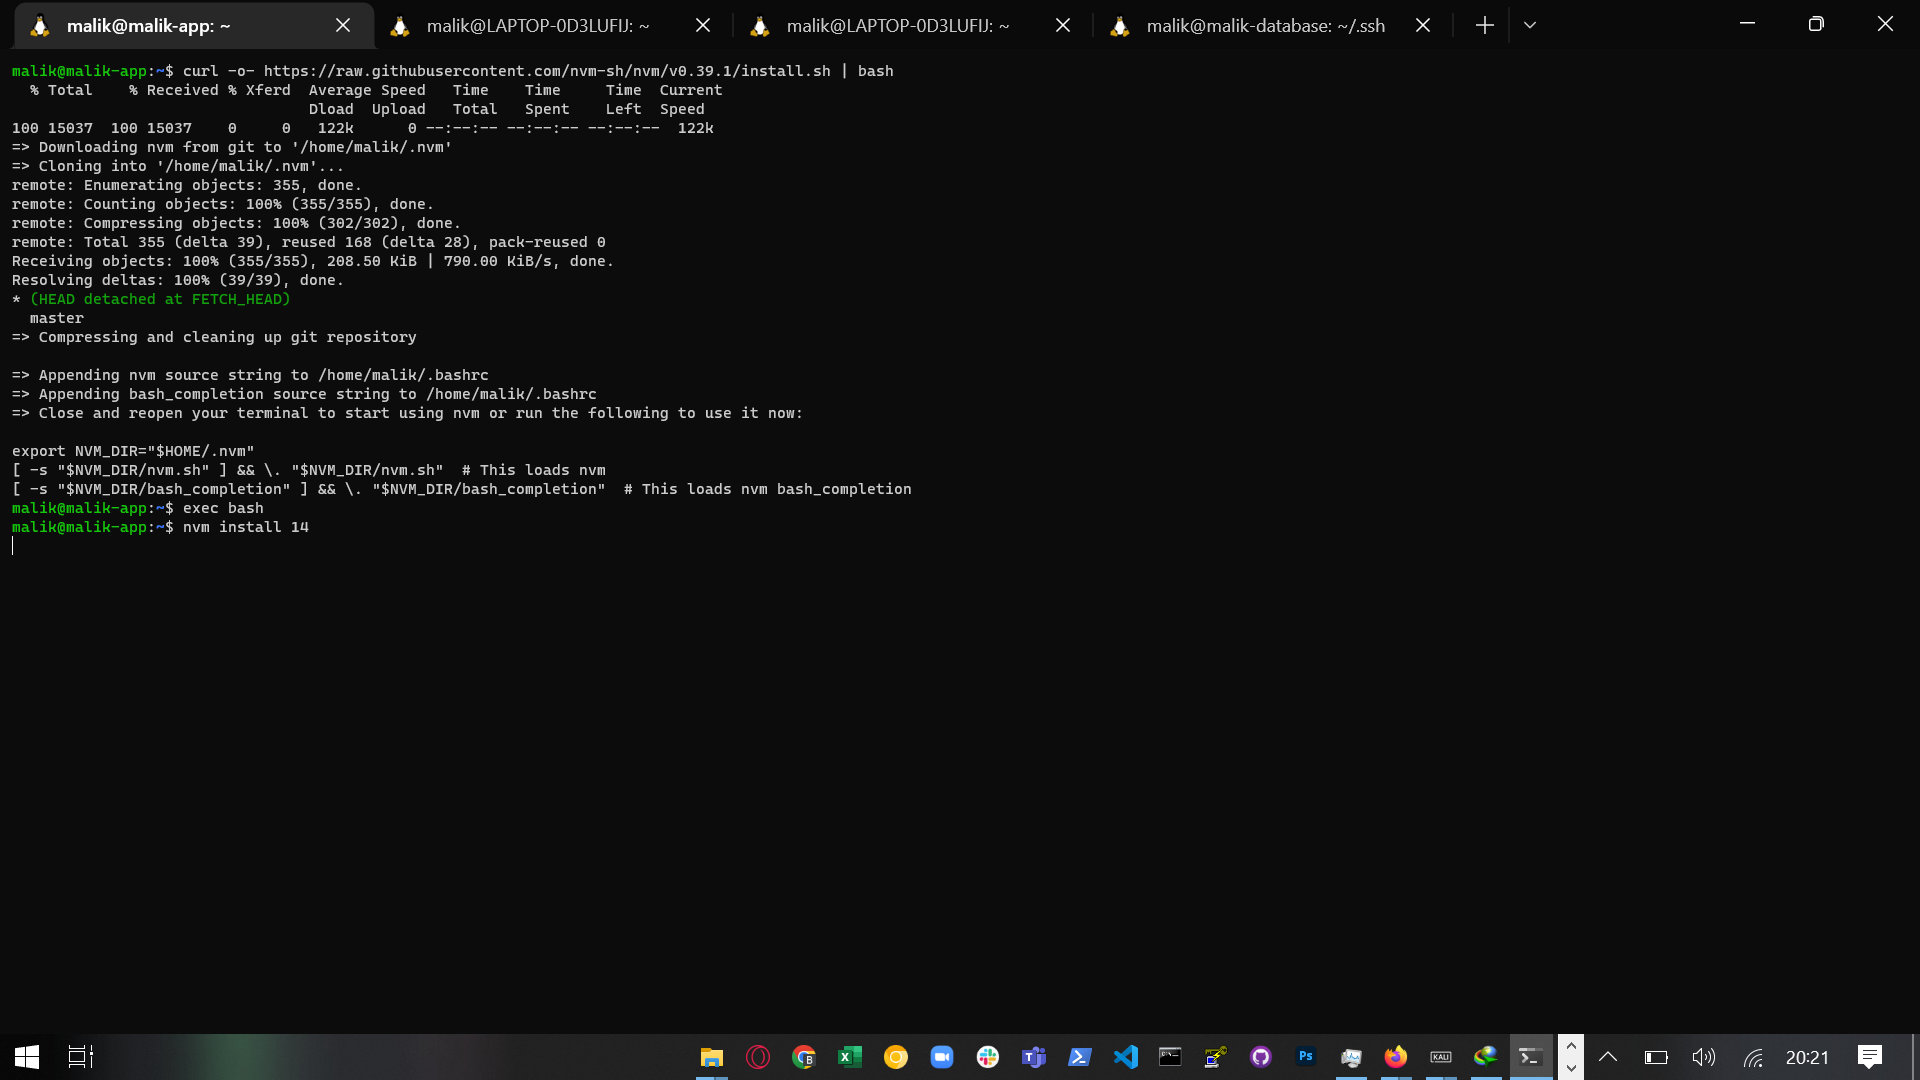 malik@malik-app: ~
malik@LAPTOP-0D3LUFIJ: ~
malik@LAPTOP-0D3LUFIJ: ~
malik@malik-database: ~/.ssh
malik@malik-app:~$ curl -o- https://raw.githubusercontent.com/nvm-sh/nvm/v0.39.1/install.sh | bash
  % Total    % Received % Xferd  Average Speed   Time    Time     Time  Current
                                 Dload  Upload   Total   Spent    Left  Speed
100 15037  100 15037    0     0   122k      0 --:--:-- --:--:-- --:--:--  122k
=> Downloading nvm from git to '/home/malik/.nvm'
=> Cloning into '/home/malik/.nvm'...
remote: Enumerating objects: 355, done.
remote: Counting objects: 100% (355/355), done.
remote: Compressing objects: 100% (302/302), done.
remote: Total 355 (delta 39), reused 168 (delta 28), pack-reused 0
Receiving objects: 100% (355/355), 208.50 KiB | 790.00 KiB/s, done.
Resolving deltas: 100% (39/39), done.
* (HEAD detached at FETCH_HEAD)
  master
=> Compressing and cleaning up git repository
=> Appending nvm source string to /home/malik/.bashrc
=> Appending bash_completion source string to /home/malik/.bashrc
=> Close and reopen your terminal to start using nvm or run the following to use it now:
export NVM_DIR="$HOME/.nvm"
[ -s "$NVM_DIR/nvm.sh" ] && \. "$NVM_DIR/nvm.sh"  # This loads nvm
[ -s "$NVM_DIR/bash_completion" ] && \. "$NVM_DIR/bash_completion"  # This loads nvm bash_completion
malik@malik-app:~$ exec bash
malik@malik-app:~$ nvm install 14
B
Ps
KALI
20:21